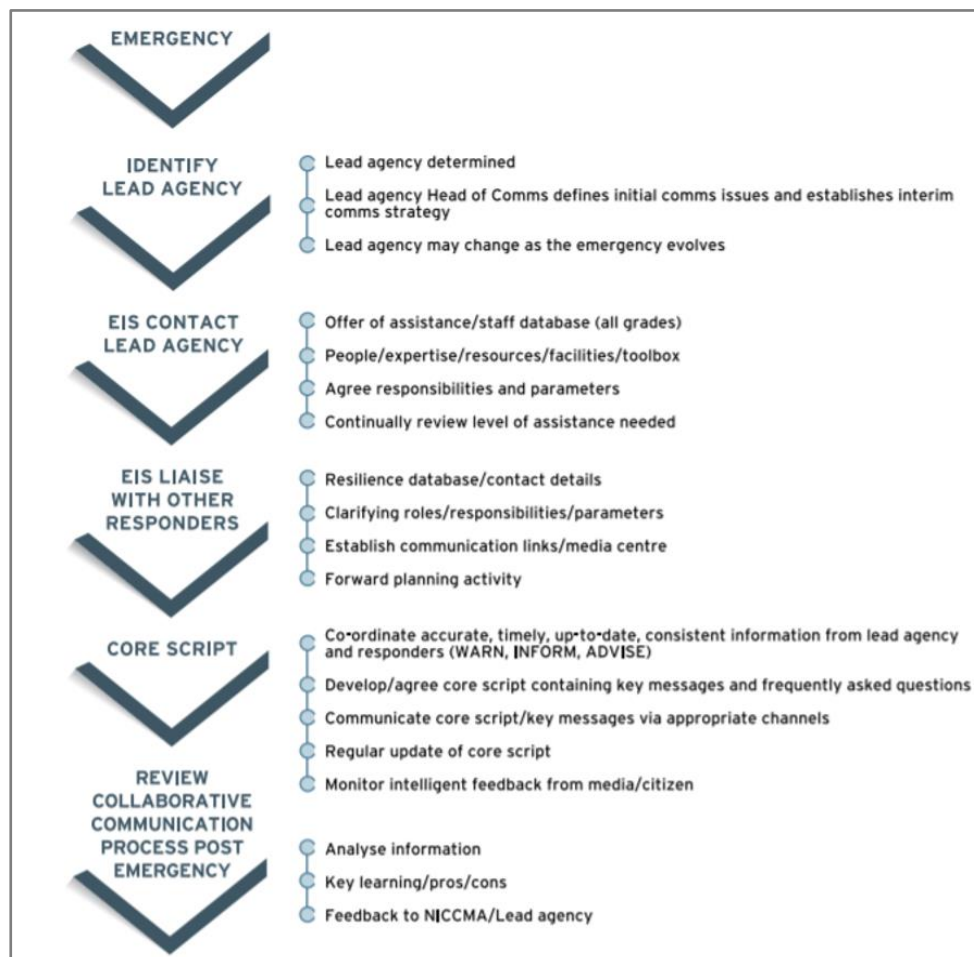 EMERGENCY
IDENTIFY
LEAD AGENCY
Lead agency determined
Lead agency Head of Comms defines initial comms issues and establishes interim
comms strategy
Lead agency may change as the emergency evolves
EIS CONTACT
LEAD AGENCY
Offer of assistance/staff database (all grades)
People/expertise/resources/facilities/toolbox
Agree responsibilities and parameters
Continually review level of assistance needed
EIS LIAISE
WITH OTHER
RESPONDERS
Resilience database/contact details
Clarifying roles/responsibilities/parameters
Establish communication links/media centre
Forward planning activity
CORE SCRIPT
Co-ordinate accurate, timely, up-to-date, consistent information from lead agency
and responders (WARN, INFORM, ADVISE)
Develop/agree core script containing key messages and frequently asked questions
Communicate core script/key messages via appropriate channels
Regular update of core script
Monitor intelligent feedback from media/citizen
REVIEW
COLLABORATIVE
COMMUNICATION
PROCESS POST
EMERGENCY
Analyse information
Key learning/pros/cons
Feedback to NICCMA/Lead agency